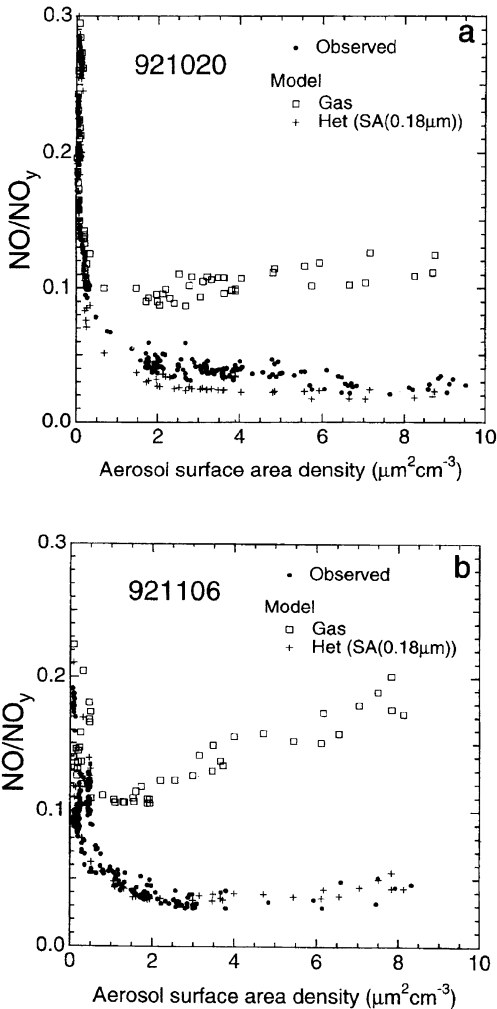 0.3
a
• Observed
921020
Model
□ Gas
+ Het (SA(0.18μm))
0.2
NO/NOy
0.1
0.0
0 2 4 6 8 10
Aerosol surface area density (μm²cm⁻³)
0.3
b
• Observed
921106
Model
□ Gas
+ Het (SA(0.18μm))
0.2
NO/NOy
0.1
0.0
0 2 4 6 8 10
Aerosol surface area density (μm²cm⁻³)